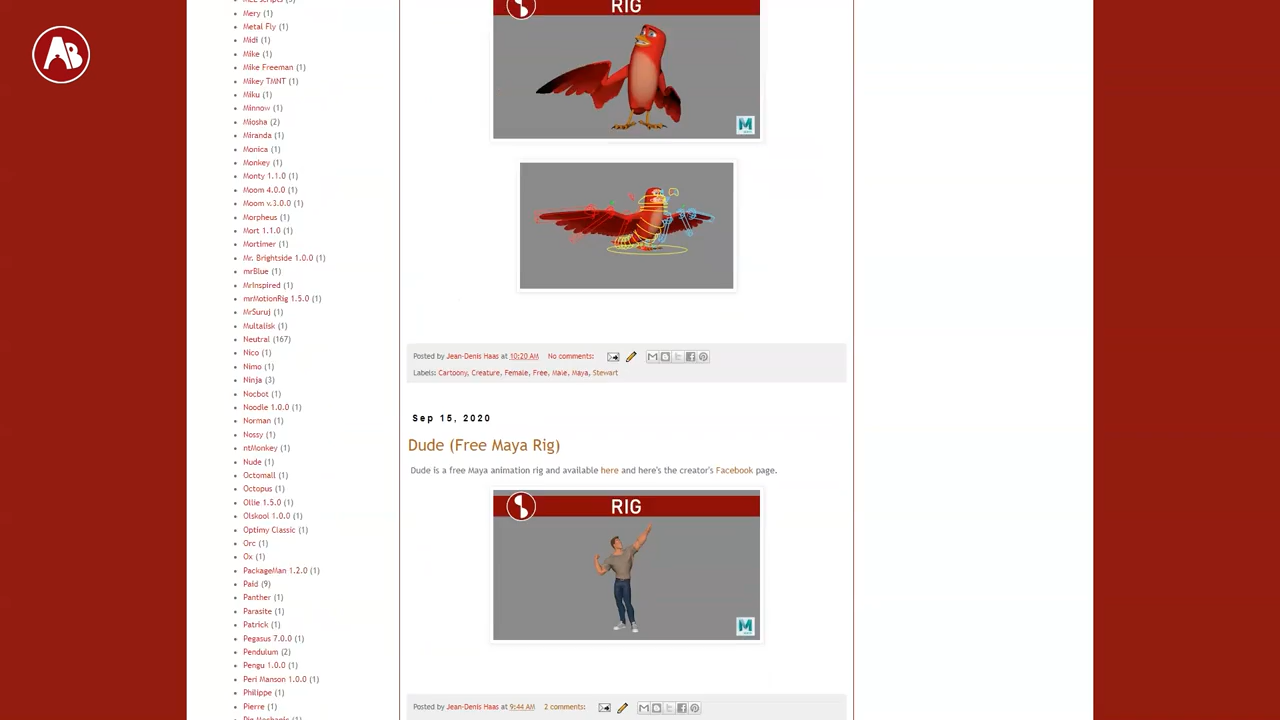 AB
Mery (1)
Metal Fly (1)
Midi (1)
Mike (1)
Mike Freeman (1)
Mikey TMNT (1)
Miku (1)
Minnow (1)
Miosha (2)
Miranda (1)
Monica (1)
Monkey (1)
Monty 1.1.0 (1)
Moom 4.0.0 (1)
Moom v.3.0.0 (1)
Morpheus (1)
Mort 1.1.0 (1)
Mortimer (1)
Mr. Brightside 1.0.0 (1)
mrBlue (1)
MrInspired (1)
mrMotionRig 1.5.0 (1)
MrSuruj (1)
Multalisk (1)
Neutral (167)
Nico (1)
Nimo (1)
Ninja (3)
Nocbot (1)
Noodle 1.0.0 (1)
Norman (1)
Nossy (1)
ntMonkey (1)
Nude (1)
Octomall (1)
Octopus (1)
Ollie 1.5.0 (1)
Olskool 1.0.0 (1)
Optimy Classic (1)
Orc (1)
Ox (1)
PackageMan 1.2.0 (1)
Paid (9)
Panther (1)
Parasite (1)
Patrick (1)
Pegasus 7.0.0 (1)
Pendulum (2)
Pengu 1.0.0 (1)
Peri Manson 1.0.0 (1)
Philippe (1)
Pierre (1)
RIG
M
Posted by Jean-Denis Haas at 10:20 AM No comments:
Labels: Cartoony, Creature, Female, Free, Male, Maya, Stewart
Sep 15, 2020
Dude (Free Maya Rig)
Dude is a free Maya animation rig and available here and here's the creator's Facebook page.
RIG
M
Posted by Jean-Denis Haas at 9:44 AM 2 comments: